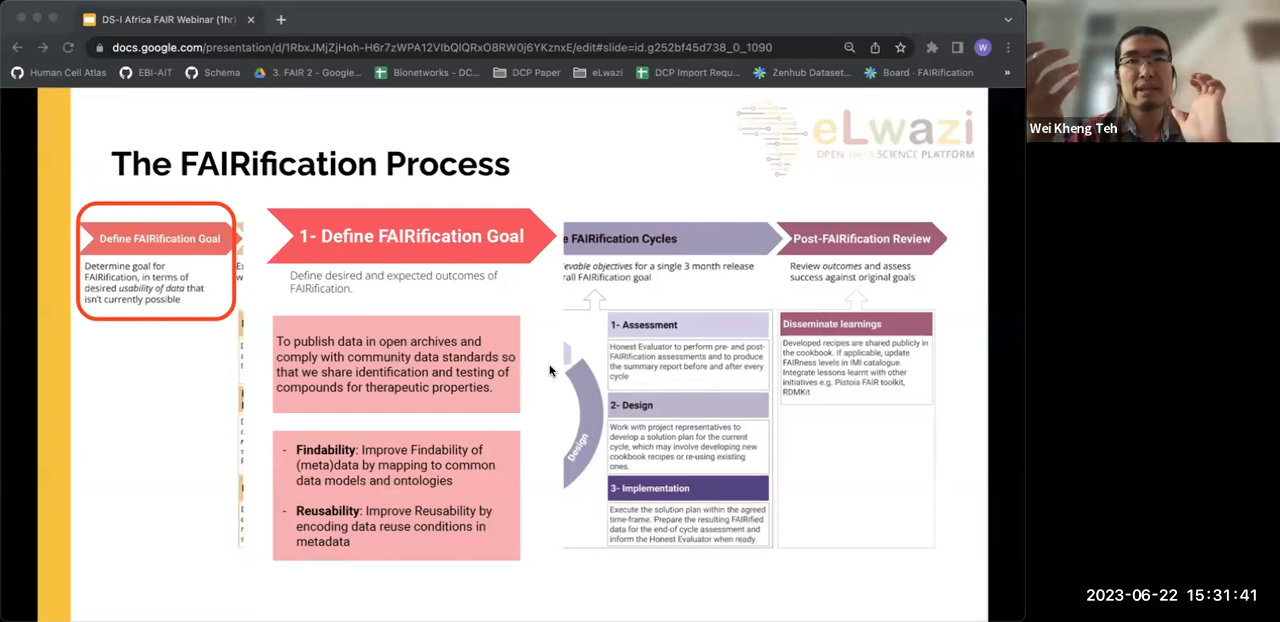 DS-I Africa FAIR Webinar (1hr)
docs.google.com/presentation/d/1RbxJMjZjHoh-H6r7zWPA12VIbQIQRxO8RW0j6YKznxE/edit#slide=id.g252bf45d738_0_1090
W
Human Cell Atlas
EBI-AIT
Schema
3. FAIR 2 - Google...
Bionetworks - DC...
DCP Paper
eLwazi
DCP Import Requ...
Zenhub Dataset...
Board · FAIRification
»
Wei Kheng Teh
eLwazi
OPEN DATA SCIENCE PLATFORM
The FAIRification Process
Define FAIRification Goal
Determine goal for
FAIRification, in terms of
desired usability of data that
isn't currently possible
1- Define FAIRification Goal
Define desired and expected outcomes of
FAIRification.
To publish data in open archives and
comply with community data standards so
that we share identification and testing of
compounds for therapeutic properties.
- Findability: Improve Findability of
(meta)data by mapping to common
data models and ontologies
- Reusability: Improve Reusability by
encoding data reuse conditions in
metadata
e FAIRification Cycles
evable objectives for a single 3 month release
rall FAIRification goal
Design
1- Assessment
Honest Evaluator to perform pre- and post-
FAIRification assessments and to produce
the summary report before and after every
cycle
2- Design
Work with project representatives to
develop a solution plan for the current
cycle, which may involve developing new
cookbook recipes or re-using existing
ones.
3- Implementation
Execute the solution plan within the agreed
time-frame. Prepare the resulting FAIRified
data for the end-of cycle assessment and
inform the Honest Evaluator when ready.
Post-FAIRification Review
Review outcomes and assess
success against original goals
Disseminate learnings
Developed recipes are shared publicly in
the cookbook. If applicable, update
FAIRness levels in IMI catalogue.
Integrate lessons learnt with other
initiatives e.g. Pistoia FAIR toolkit,
RDMKit
2023-06-22 15:31:41